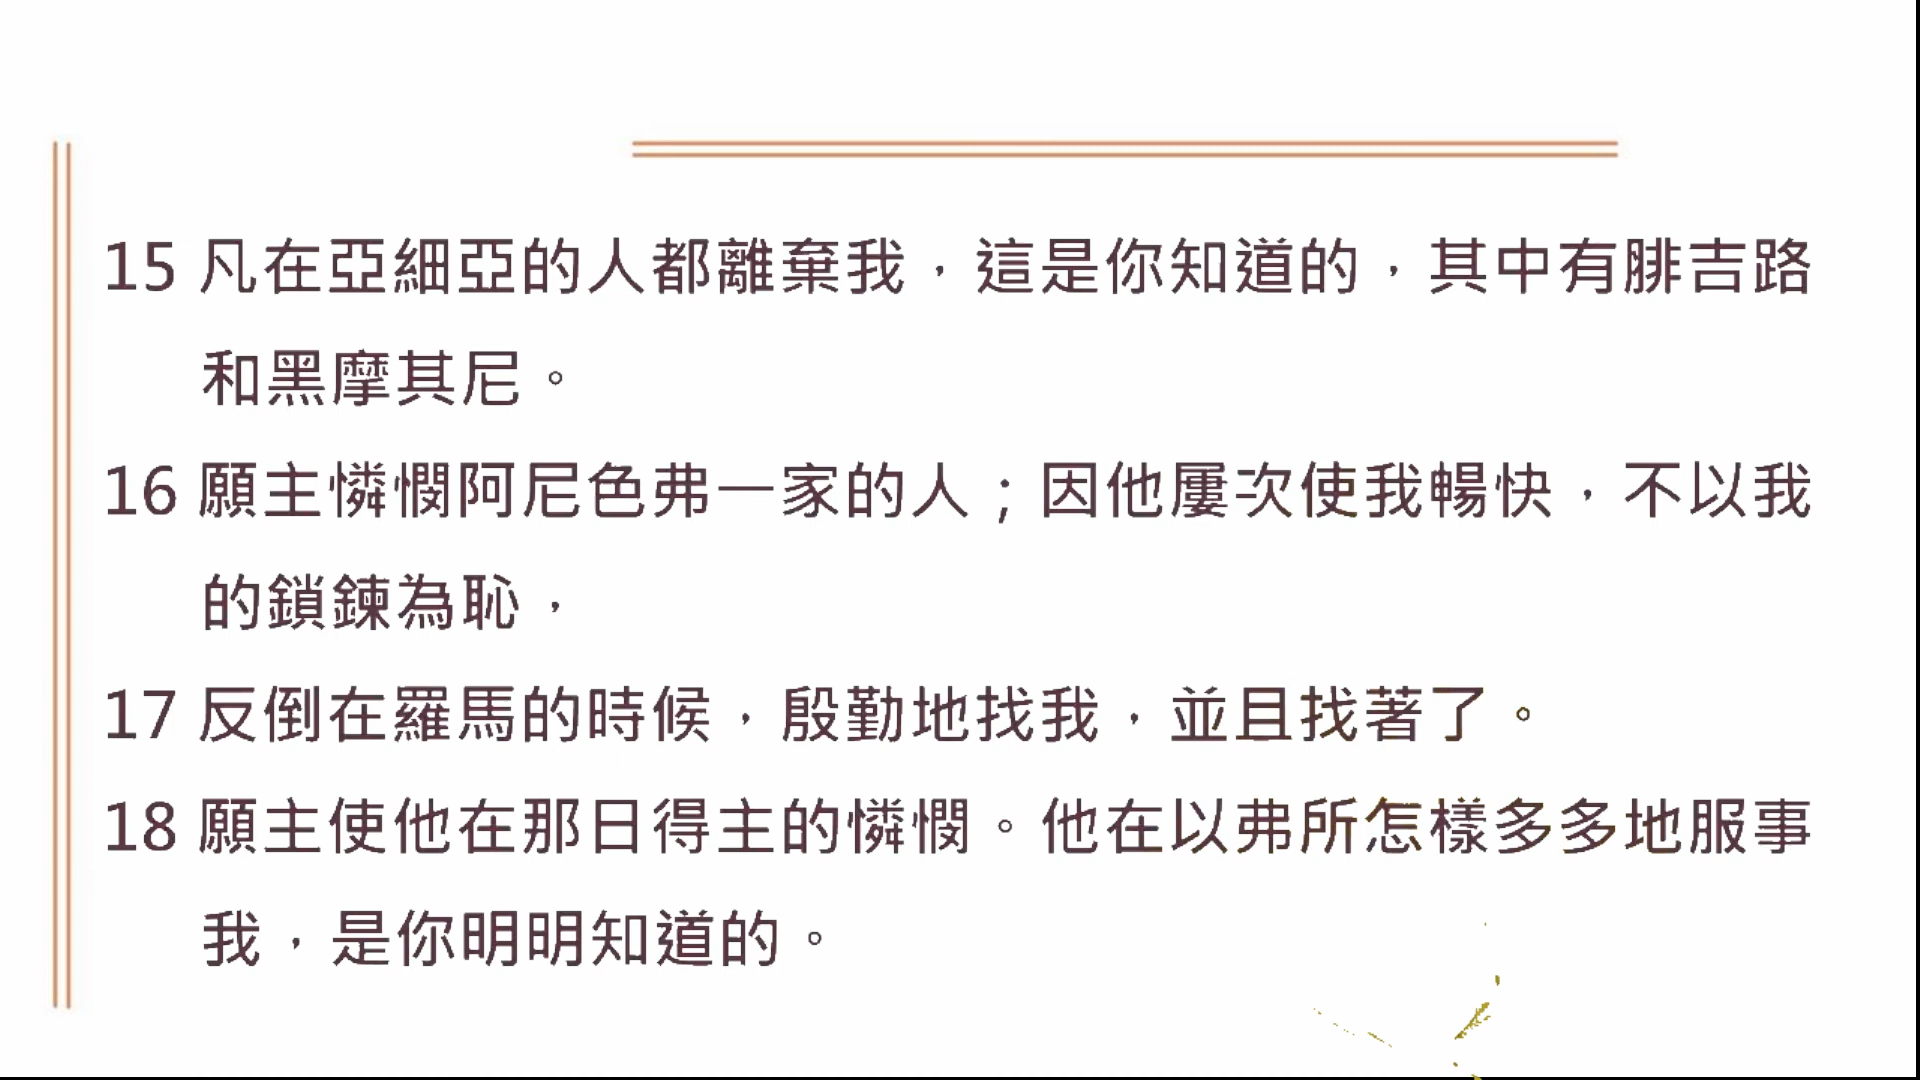 15 凡在亞細亞的人都離棄我，這是你知道的，其中有腓吉路
和黑摩其尼。
16 願主憐憫阿尼色弗一家的人；因他屢次使我暢快，不以我
的鎖鍊為恥，
17 反倒在羅馬的時候，殷勤地找我，並且找著了。
18 願主使他在那日得主的憐憫。他在以弗所怎樣多多地服事
我，是你明明知道的。